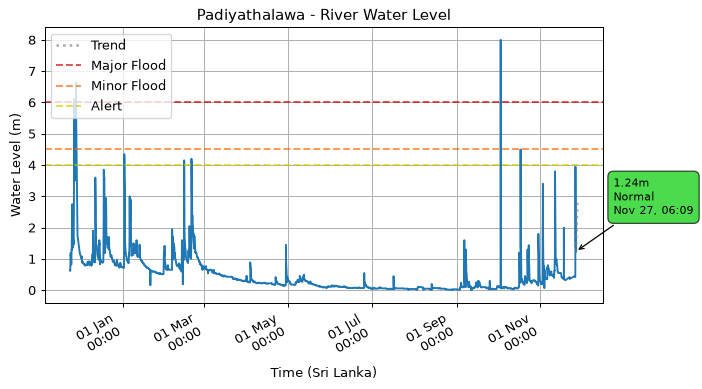 Padiyathalawa - River Water Level
Trend
Major Flood
Minor Flood
Alert
Water Level (m)
8
7
6
5
4
3
2
1
0
1.24m
Normal
Nov 27, 06:09
01 Jan
00:00
01 Mar
00:00
01 May
00:00
01 Jul
00:00
01 Sep
00:00
01 Nov
00:00
Time (Sri Lanka)